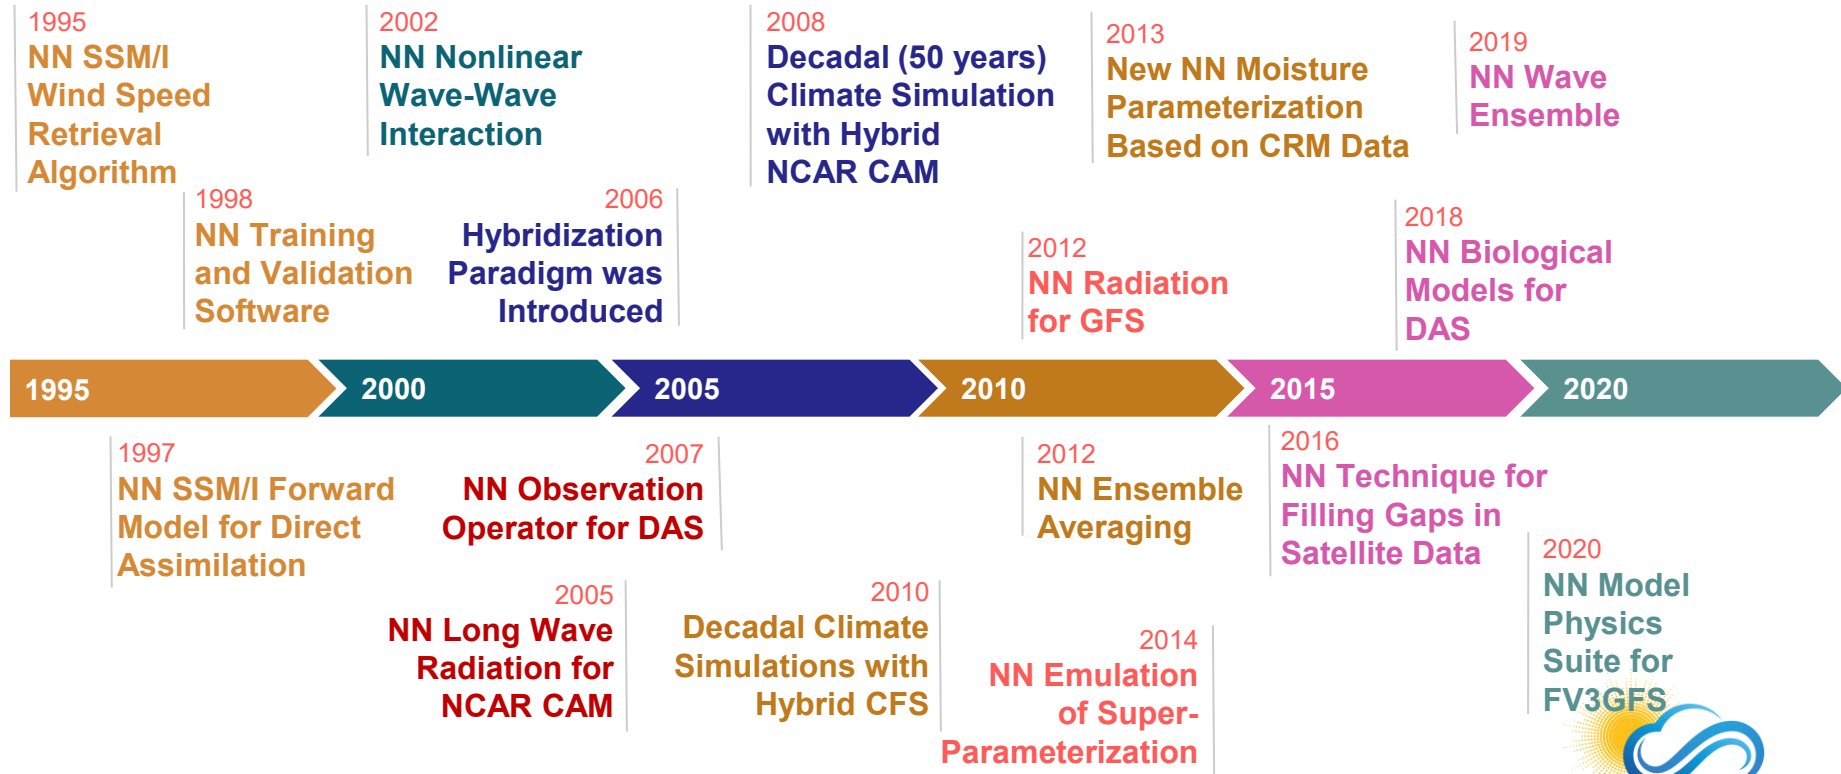 1995
NN SSM/I
Wind Speed
Retrieval
Algorithm
2002
NN Nonlinear
Wave-Wave
Interaction
2008
Decadal (50 years)
Climate Simulation
with Hybrid
NCAR CAM
2013
New NN Moisture
Parameterization
Based on CRM Data
2019
NN Wave
Ensemble
1998
NN Training
and Validation
Software
2006
Hybridization
Paradigm was
Introduced
2012
NN Radiation
for GFS
2018
NN Biological
Models for
DAS
1995
2000
2005
2010
2015
2020
1997
NN SSM/I Forward
Model for Direct
Assimilation
2007
NN Observation
Operator for DAS
2012
NN Ensemble
Averaging
2016
NN Technique for
Filling Gaps in
Satellite Data
2005
NN Long Wave
Radiation for
NCAR CAM
2010
Decadal Climate
Simulations with
Hybrid CFS
2014
NN Emulation
of Super-
Parameterization
2020
NN Model
Physics
Suite for
FV3GFS